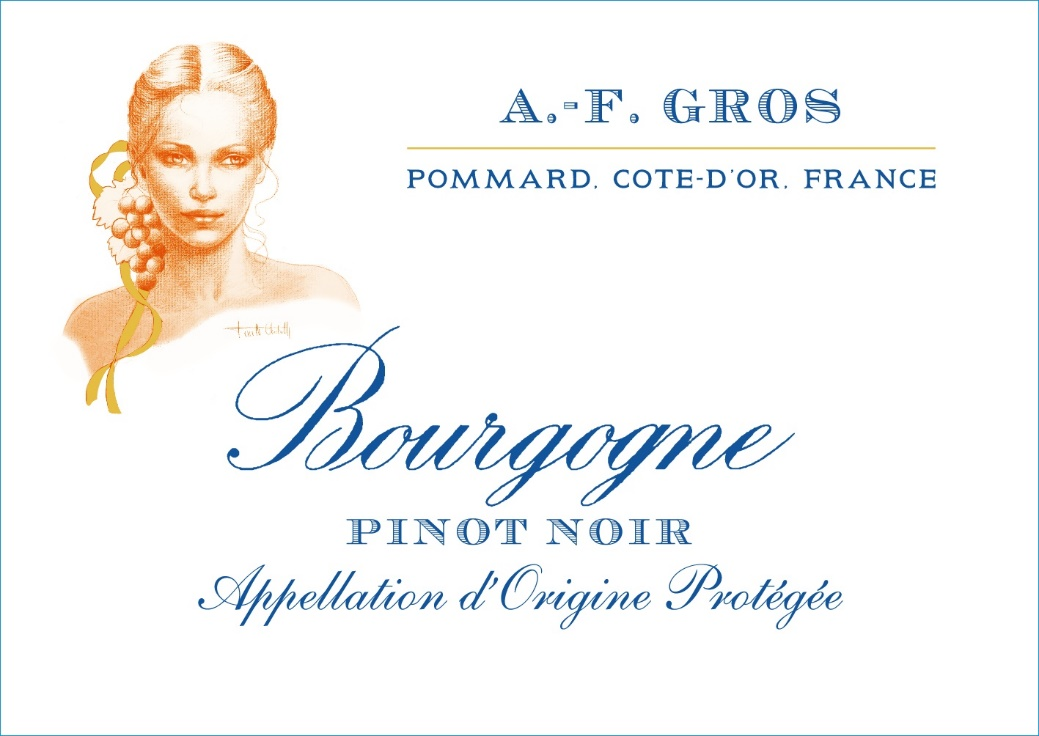 A.-F. GROS
POMMARD. COTE-D'OR. FRANCE
Bourgogne
PINOT NOIR
Appellation d'Origine Protégée